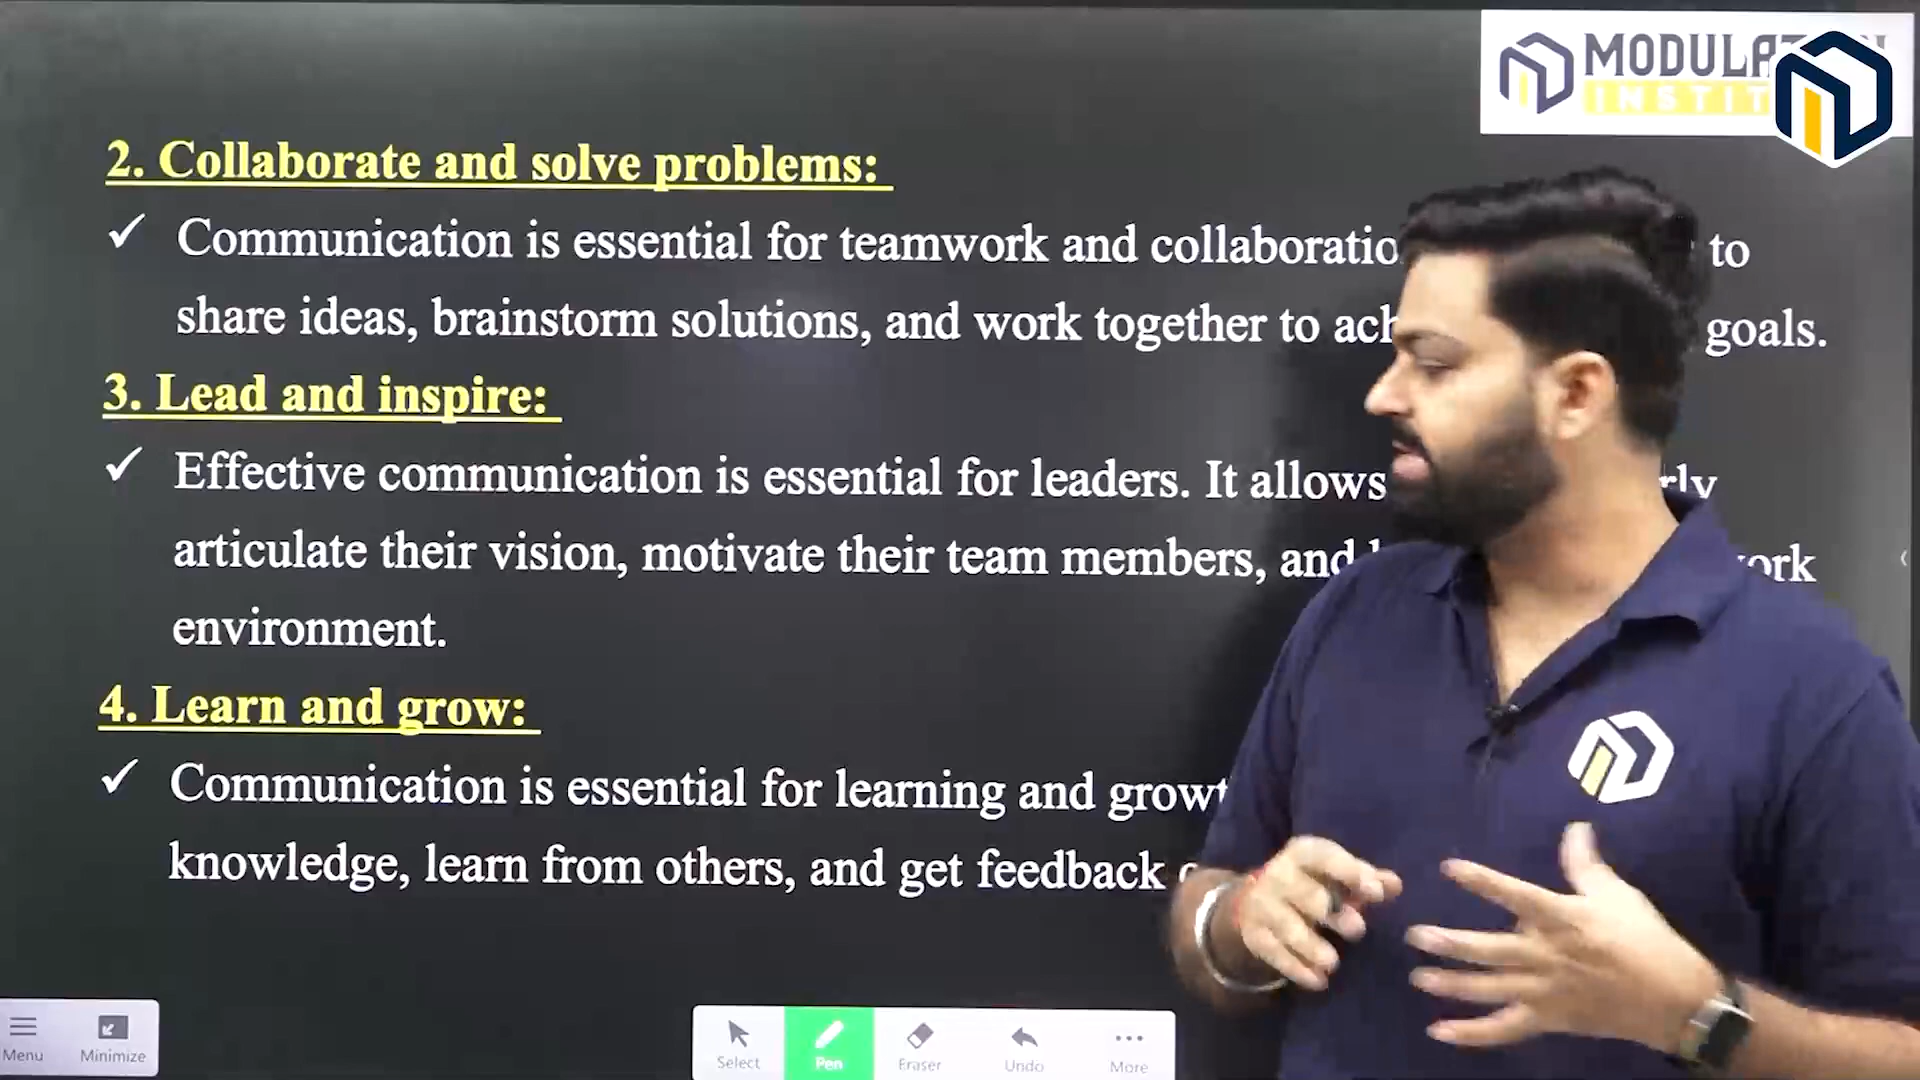 MODULA
INSTIT
2. Collaborate and solve problems:
✓ Communication is essential for teamwork and to
share ideas, brainstorm solutions, and work together to goals.
3. Lead and inspire:
✓ Effective communication is essential for leaders. It allows
articulate their vision, motivate their team members, and
environment.
4. Learn and grow:
✓ Communication is essential for learning and
knowledge, learn from others, and get feedback
Menu Minimize Select Pen Eraser Undo More